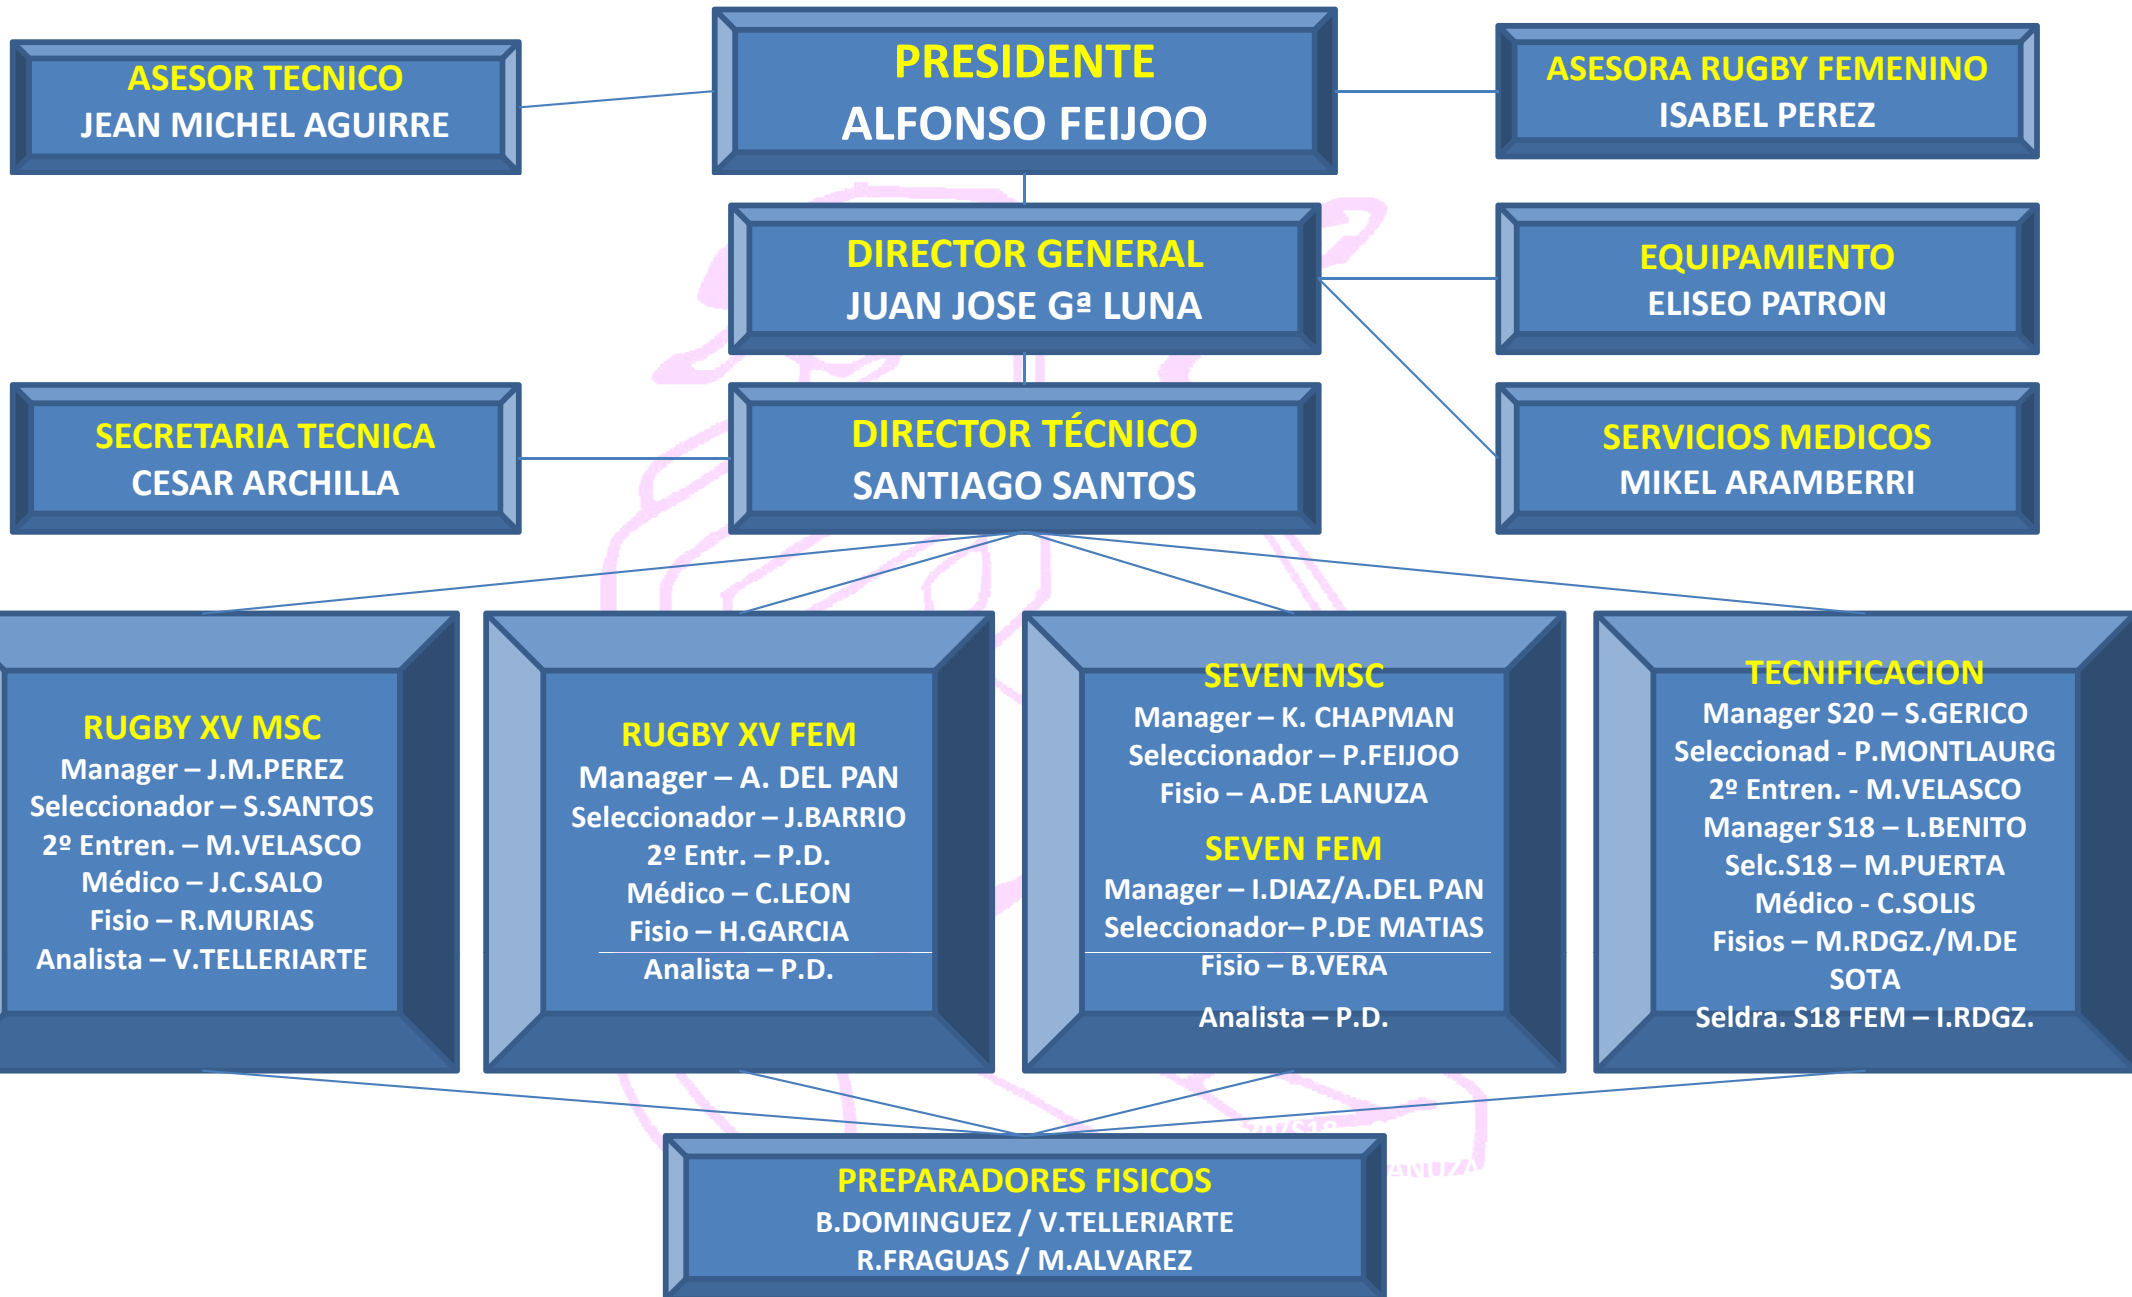 ASESOR TECNICO
JEAN MICHEL AGUIRRE
PRESIDENTE
ALFONSO FEIJOO
ASESORA RUGBY FEMENINO
ISABEL PEREZ
DIRECTOR GENERAL
JUAN JOSE Gª LUNA
EQUIPAMIENTO
ELISEO PATRON
SECRETARIA TECNICA
CESAR ARCHILLA
DIRECTOR TÉCNICO
SANTIAGO SANTOS
SERVICIOS MEDICOS
MIKEL ARAMBERRI
RUGBY XV MSC
Manager – J.M.PEREZ
Seleccionador – S.SANTOS
2º Entren. – M.VELASCO
Médico – J.C.SALO
Fisio – R.MURIAS
Analista – V.TELLERIARTE
RUGBY XV FEM
Manager – A. DEL PAN
Seleccionador – J.BARRIO
2º Entr. – P.D.
Médico – C.LEON
Fisio – H.GARCIA
Analista – P.D.
SEVEN MSC
Manager – K. CHAPMAN
Seleccionador – P.FEIJOO
Fisio – A.DE LANUZA
SEVEN FEM
Manager – I.DIAZ/A.DEL PAN
Seleccionador– P.DE MATIAS
Fisio – B.VERA
Analista – P.D.
TECNIFICACION
Manager S20 – S.GERICO
Seleccionad - P.MONTLAURG
2º Entren. - M.VELASCO
Manager S18 – L.BENITO
Selc.S18 – M.PUERTA
Médico - C.SOLIS
Fisios – M.RDGZ./M.DE
SOTA
Seldra. S18 FEM – I.RDGZ.
PREPARADORES FISICOS
B.DOMINGUEZ / V.TELLERIARTE
R.FRAGUAS / M.ALVAREZ